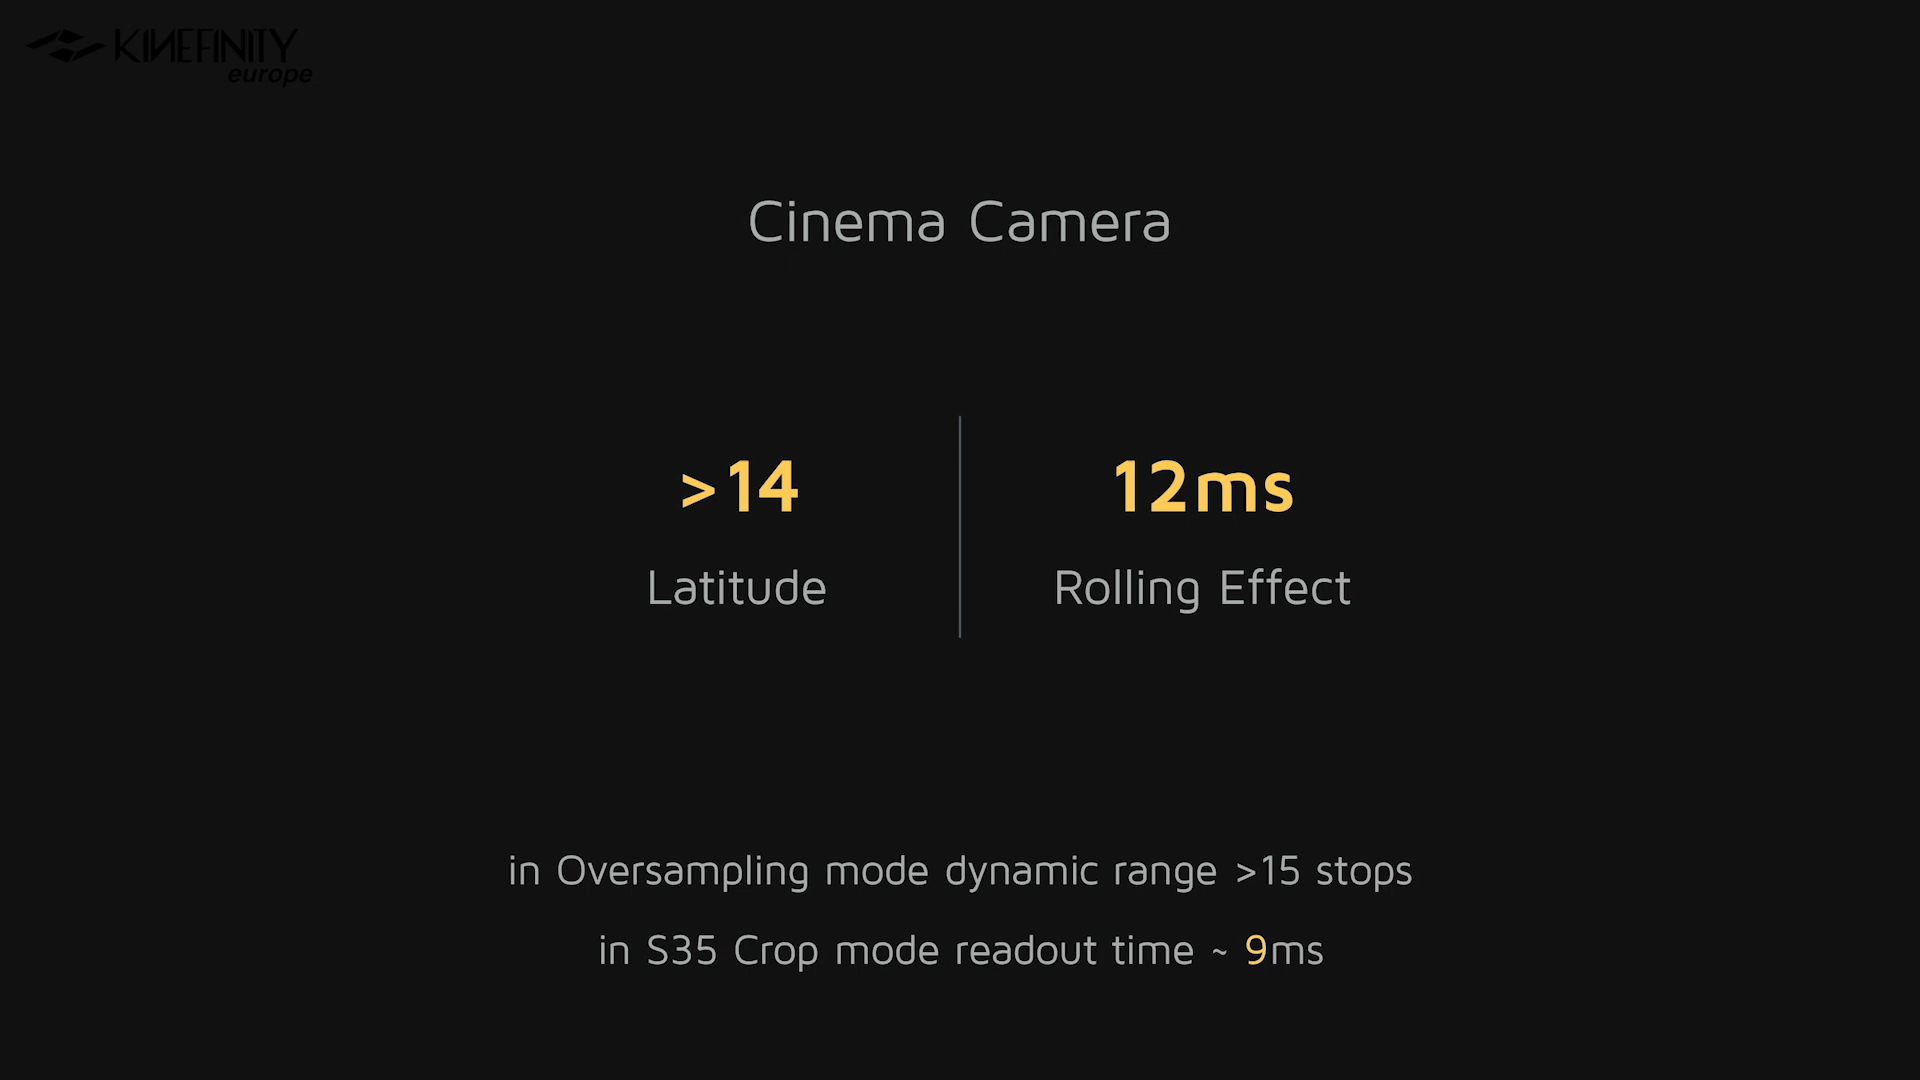 KINEFINITY
europe
Cinema Camera
>14
Latitude
12ms
Rolling Effect
in Oversampling mode dynamic range >15 stops
in S35 Crop mode readout time ~ 9ms